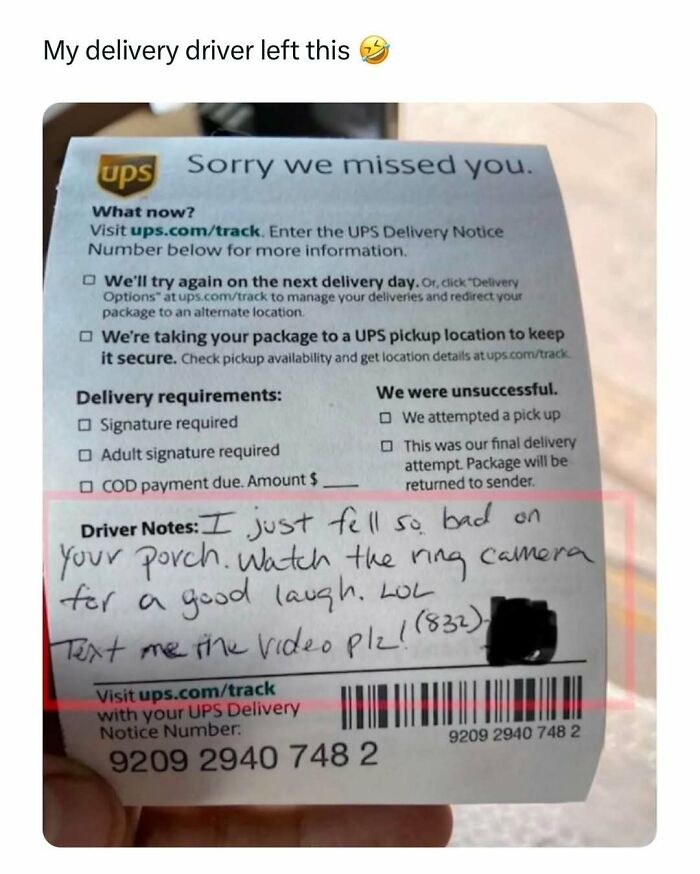 My delivery driver left this 🤣
ups
Sorry we missed you.
What now?
Visit ups.com/track. Enter the UPS Delivery Notice
Number below for more information.
We'll try again on the next delivery day. Or, click "Delivery
Options" at ups.com/track to manage your deliveries and redirect your
package to an alternate location.
We're taking your package to a UPS pickup location to keep
it secure. Check pickup availability and get location details at ups.com/track.
Delivery requirements:
Signature required
Adult signature required
COD payment due. Amount $ ___
We were unsuccessful.
We attempted a pick up
This was our final delivery
attempt. Package will be
returned to sender.
Driver Notes: I just fell so bad on
your porch. Watch the ring camera
for a good laugh. LOL
Text me the video plz! (832)-
Visit ups.com/track
with your UPS Delivery
Notice Number:
9209 2940 748 2
9209 2940 748 2